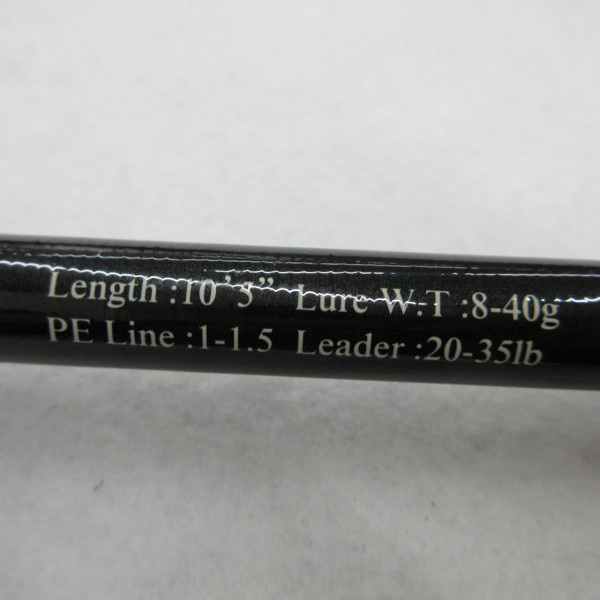 Length :10 '5” Lure W.T :8-40g
PE Line :1-1.5 Leader :20-35lb